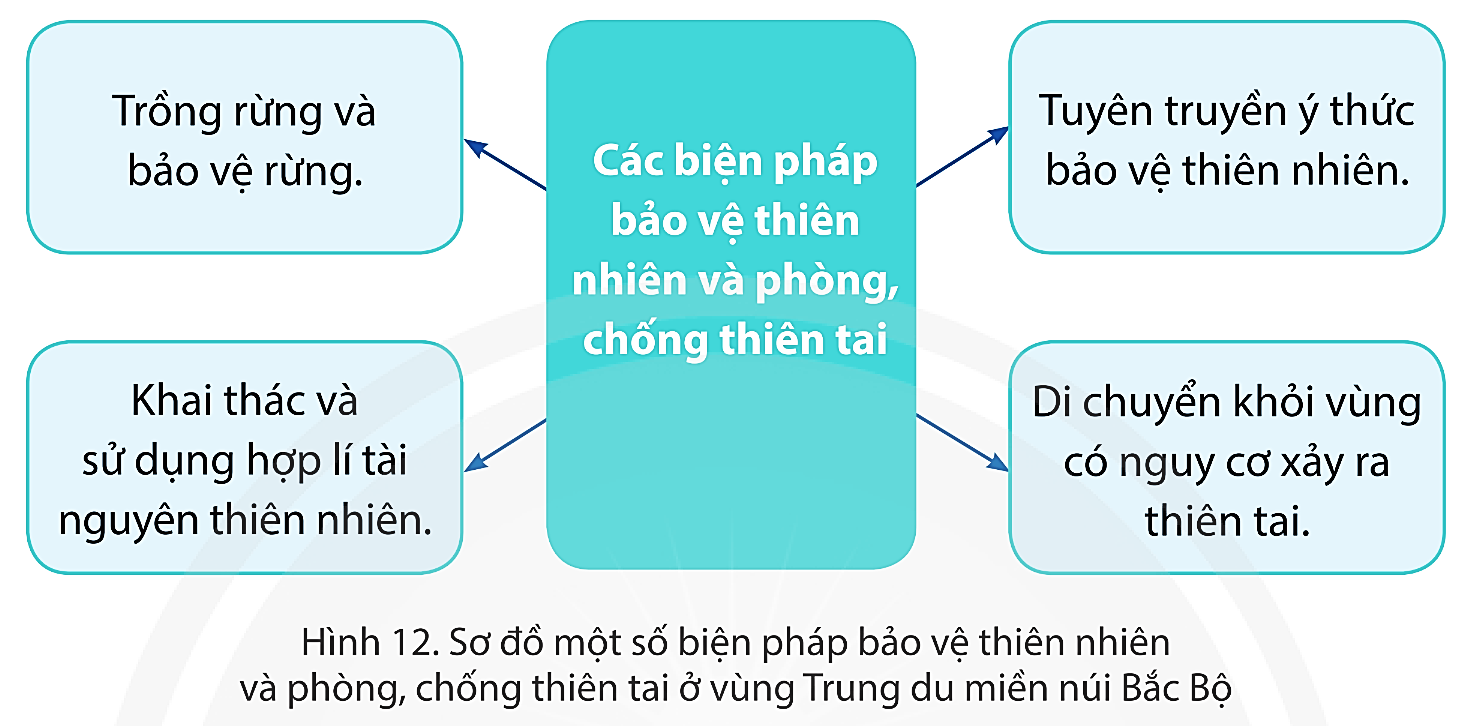 Trồng rừng và
bảo vệ rừng.
Các biện pháp
bảo vệ thiên
nhiên và phòng,
chống thiên tai
Tuyên truyền ý thức
bảo vệ thiên nhiên.
Khai thác và
sử dụng hợp lí tài
nguyên thiên nhiên.
Di chuyển khỏi vùng
có nguy cơ xảy ra
thiên tai.
Hình 12. Sơ đồ một số biện pháp bảo vệ thiên nhiên
và phòng, chống thiên tai ở vùng Trung du miền núi Bắc Bộ